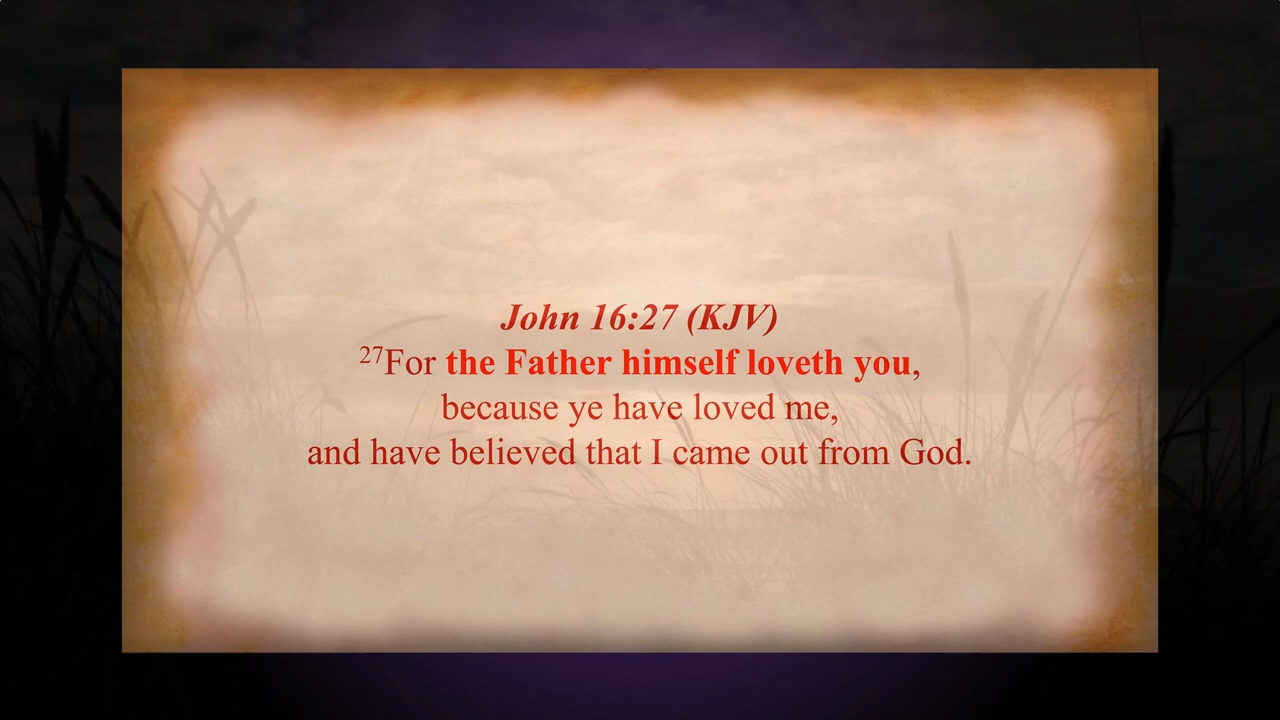 John 16:27 (KJV)
27For the Father himself loveth you,
because ye have loved me,
and have believed that I came out from God.